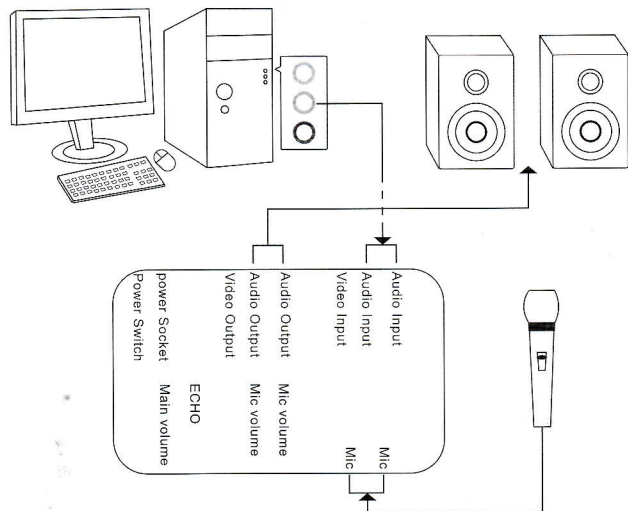 Audio Input
Audio Input
Video Input
Audio Output
Audio Output
Video Output
power Socket
Power Switch
Mic
Mic
Mic volume
Mic volume
ECHO
Main volume